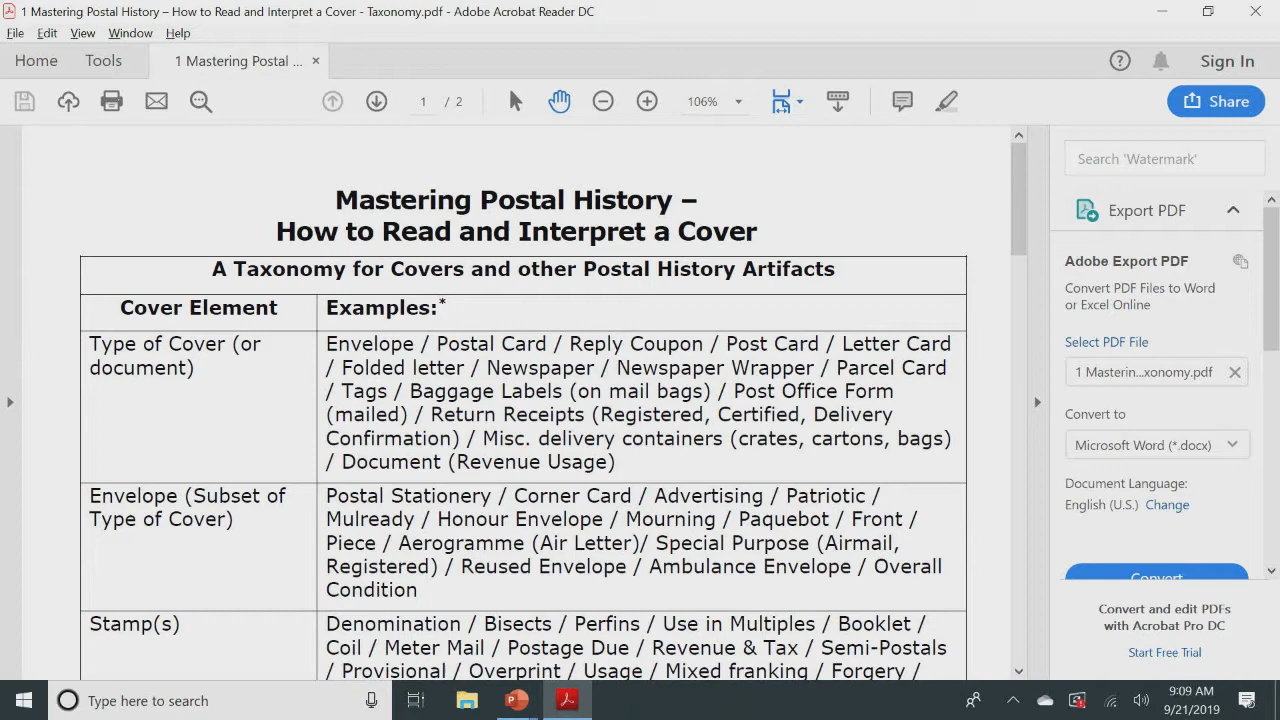 1 Mastering Postal History – How to Read and Interpret a Cover - Taxonomy.pdf - Adobe Acrobat Reader DC
File Edit View Window Help
Home Tools 1 Mastering Postal ... × Sign In
1 / 2 106% Share
Search 'Watermark'
Export PDF
Adobe Export PDF
Convert PDF Files to Word
or Excel Online
Select PDF File
1 Masterin...xonomy.pdf
Convert to
Microsoft Word (*.docx)
Document Language:
English (U.S.) Change
Convert
Convert and edit PDFs
with Acrobat Pro DC
Start Free Trial
Mastering Postal History –
How to Read and Interpret a Cover
A Taxonomy for Covers and other Postal History Artifacts
Cover Element Examples:*
Type of Cover (or
document)
Envelope / Postal Card / Reply Coupon / Post Card / Letter Card
/ Folded letter / Newspaper / Newspaper Wrapper / Parcel Card
/ Tags / Baggage Labels (on mail bags) / Post Office Form
(mailed) / Return Receipts (Registered, Certified, Delivery
Confirmation) / Misc. delivery containers (crates, cartons, bags)
/ Document (Revenue Usage)
Envelope (Subset of
Type of Cover)
Postal Stationery / Corner Card / Advertising / Patriotic /
Mulready / Honour Envelope / Mourning / Paquebot / Front /
Piece / Aerogramme (Air Letter)/ Special Purpose (Airmail,
Registered) / Reused Envelope / Ambulance Envelope / Overall
Condition
Stamp(s)
Denomination / Bisects / Perfins / Use in Multiples / Booklet /
Coil / Meter Mail / Postage Due / Revenue & Tax / Semi-Postals
/ Provisional / Overprint / Usage / Mixed franking / Forgery /
Type here to search
9:09 AM
9/21/2019